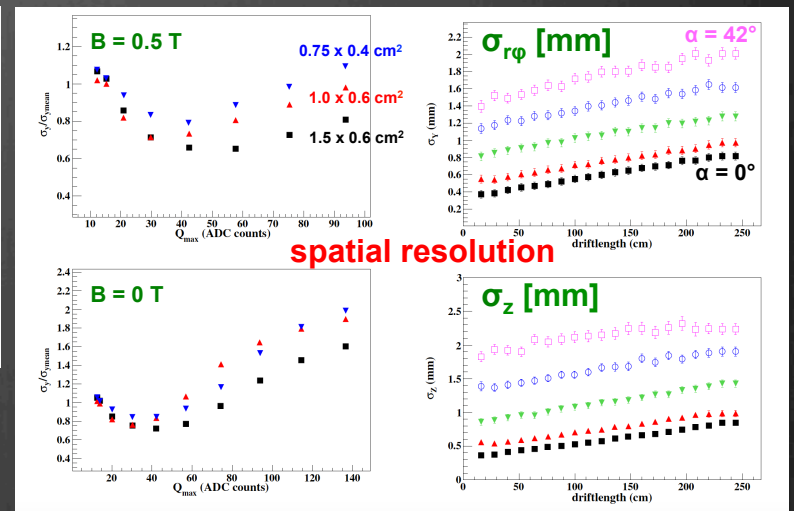 B = 0.5 T
0.75 x 0.4 cm²
1.0 x 0.6 cm²
1.5 x 0.6 cm²
σy/σymean
1.2
1
0.8
0.6
0.4
10 20 30 40 50 60 70 80 90 100
Qmax (ADC counts)
σrφ [mm]
α = 42°
α = 0°
σY (mm)
2.2
2
1.8
1.6
1.4
1.2
1
0.8
0.6
0.4
0.2
0 50 100 150 200 250
driftlength (cm)
spatial resolution
B = 0 T
σy/σymean
2.4
2.2
2
1.8
1.6
1.4
1.2
1
0.8
0.6
0.4
20 40 60 80 100 120 140
Qmax (ADC counts)
σz [mm]
σZ (mm)
3
2.5
2
1.5
1
0.5
0
0 50 100 150 200 250
driftlength (cm)